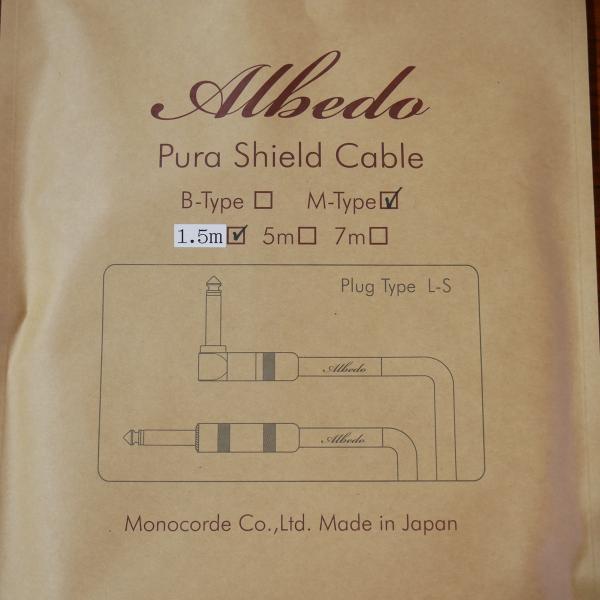 Albedo
Pura Shield Cable
B-Type □ M-Type ☑
1.5m ☑ 5m □ 7m □
Plug Type L-S
Albedo
Albedo
Monocorde Co.,Ltd. Made in Japan